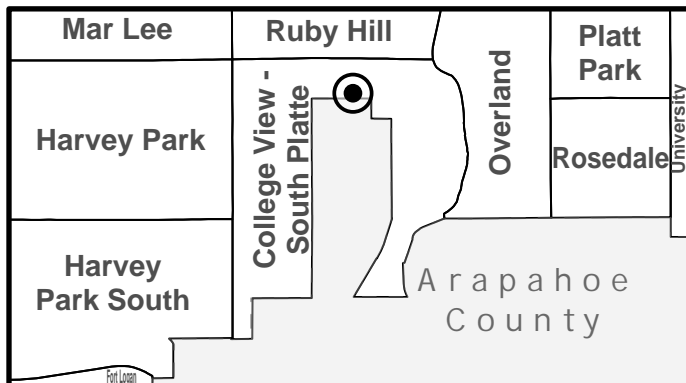 Mar Lee
Ruby Hill
Platt
Park
Harvey Park
College View -
South Platte
Overland
University
Rosedale
Harvey
Park South
Arapahoe
County
Fort Logan